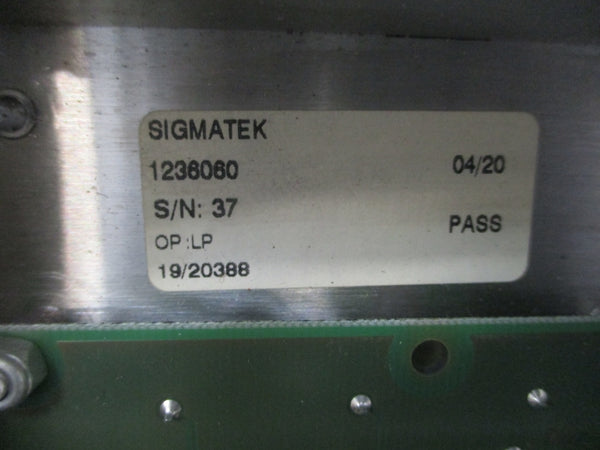 SIGMATEK
1236060 04/20
S/N: 37
PASS
OP :LP
19/20388